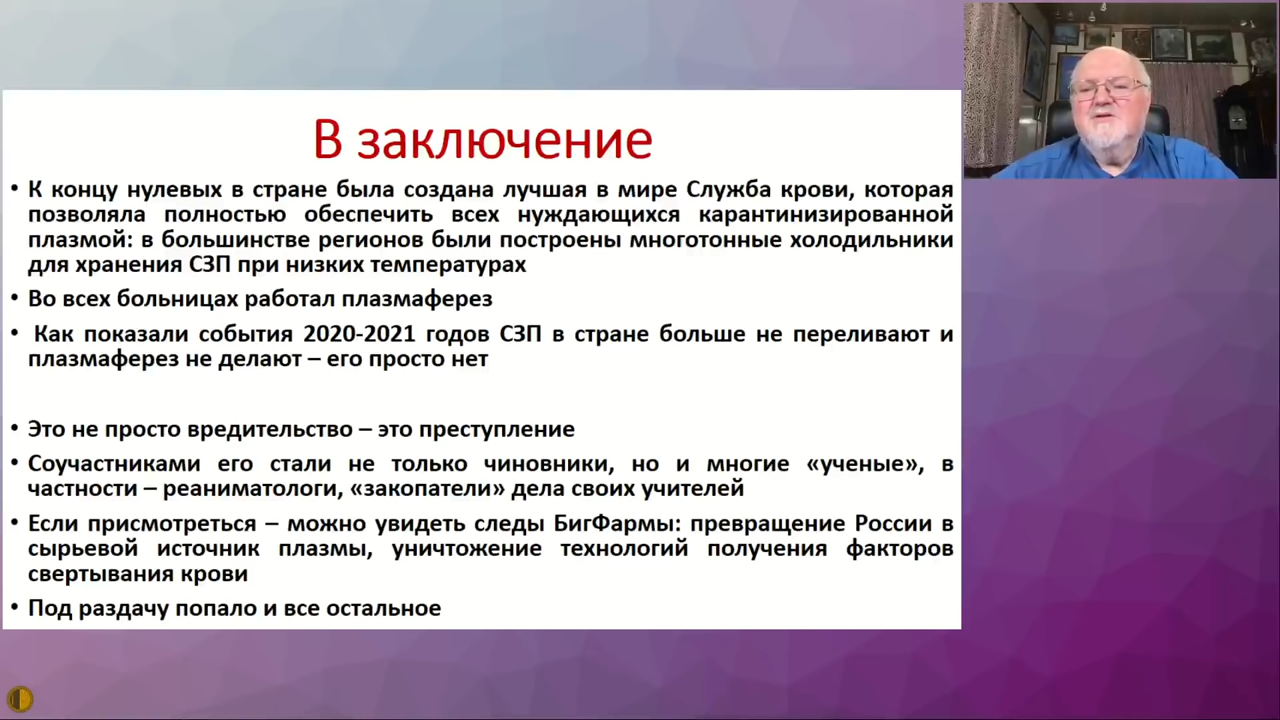 В заключение
• К концу нулевых в стране была создана лучшая в мире Служба крови, которая
позволяла полностью обеспечить всех нуждающихся карантинизированной
плазмой: в большинстве регионов были построены многотонные холодильники
для хранения СЗП при низких температурах
• Во всех больницах работал плазмаферез
• Как показали события 2020-2021 годов СЗП в стране больше не переливают и
плазмаферез не делают – его просто нет
• Это не просто вредительство – это преступление
• Соучастниками его стали не только чиновники, но и многие «ученые», в
частности – реаниматологи, «закопатели» дела своих учителей
• Если присмотреться – можно увидеть следы БигФармы: превращение России в
сырьевой источник плазмы, уничтожение технологий получения факторов
свертывания крови
• Под раздачу попало и все остальное